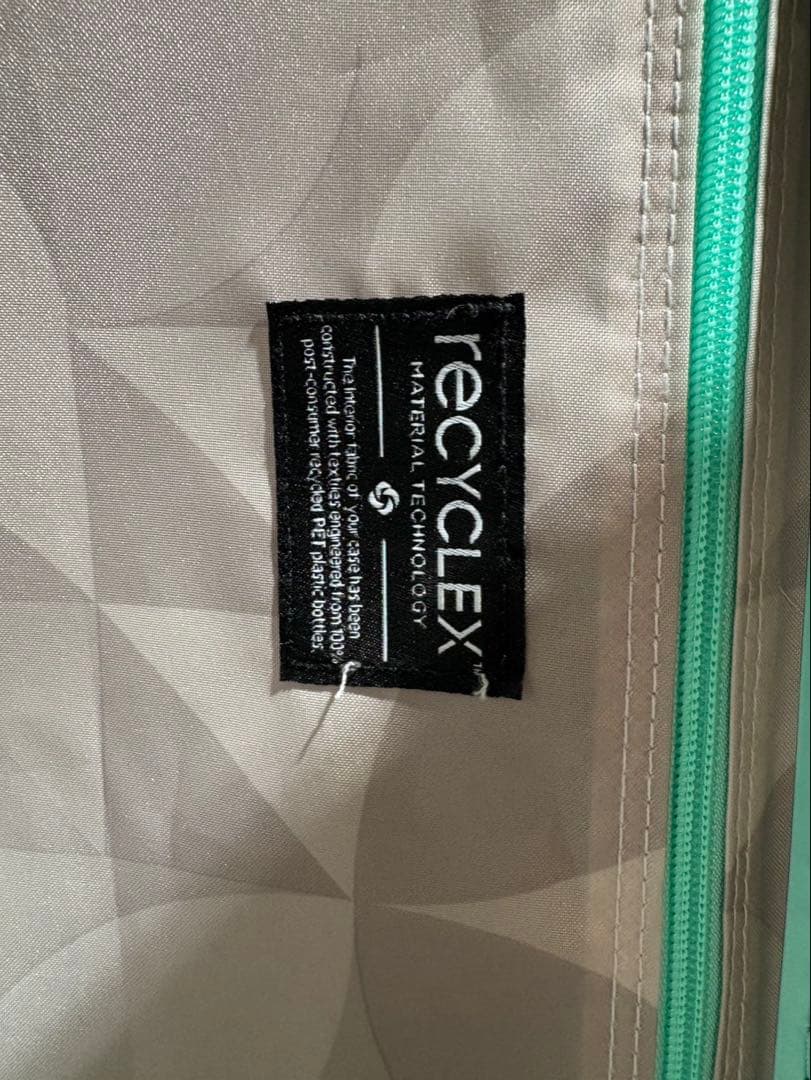 recYCLEX™
MATERIAL TECHNOLOGY
The interior fabric of your case has been
constructed with textiles engineered from 100%
post-consumer recycled PET plastic bottles.